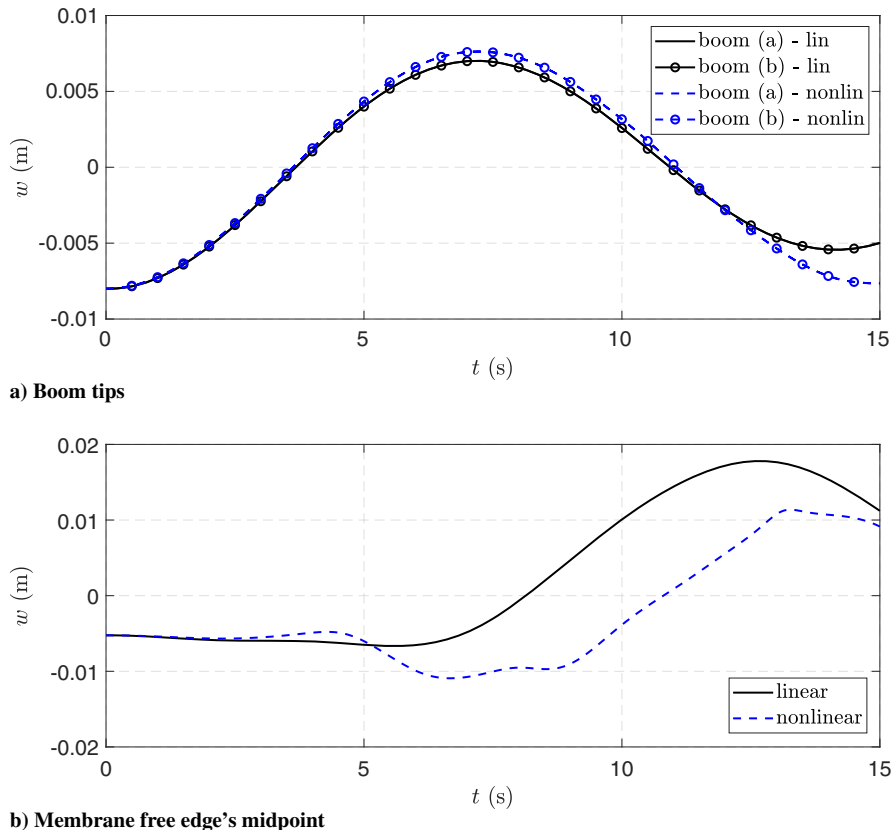 0.01
0.005
0
-0.005
-0.01
w (m)
boom (a) - lin
boom (b) - lin
boom (a) - nonlin
boom (b) - nonlin
0
5
10
15
t (s)
a) Boom tips
0.02
0.01
0
-0.01
-0.02
w (m)
linear
nonlinear
0
5
10
15
t (s)
b) Membrane free edge's midpoint